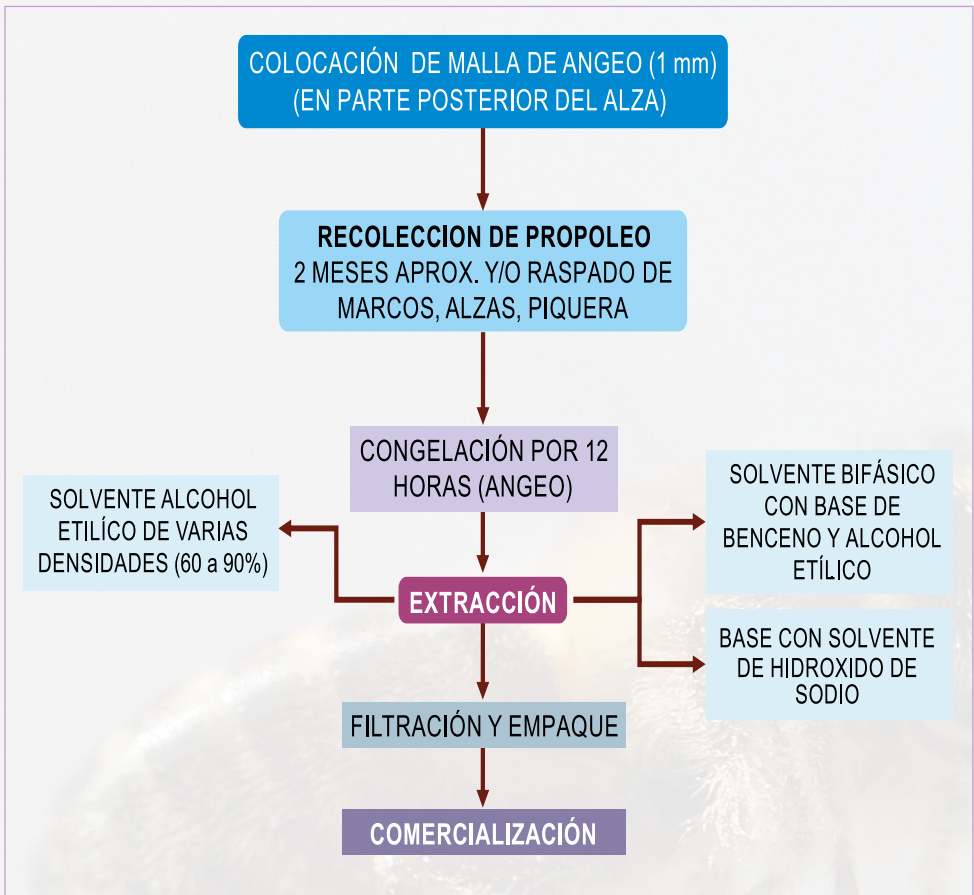 COLOCACIÓN DE MALLA DE ANGEO (1 mm)
(EN PARTE POSTERIOR DEL ALZA)
RECOLECCION DE PROPOLEO
2 MESES APROX. Y/O RASPADO DE
MARCOS, ALZAS, PIQUERA
CONGELACIÓN POR 12
HORAS (ANGEO)
SOLVENTE ALCOHOL
ETILÍCO DE VARIAS
DENSIDADES (60 a 90%)
SOLVENTE BIFÁSICO
CON BASE DE
BENCENO Y ALCOHOL
ETÍLICO
EXTRACCIÓN
BASE CON SOLVENTE
DE HIDROXIDO DE
SODIO
FILTRACIÓN Y EMPAQUE
COMERCIALIZACIÓN